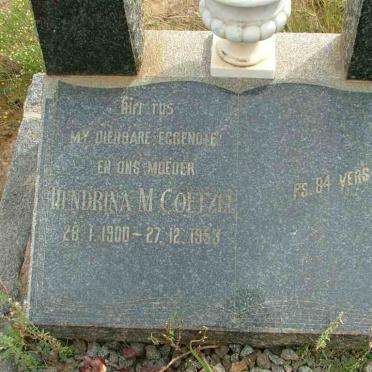 HIER RUS
MY DIERBARE EGGENOTE
EN ONS MOEDER
HENDRINA M COETZEE
28.1.1900 - 27.12.1953
PS. 84 VERS